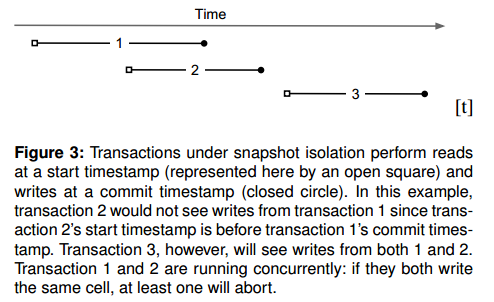 Time
1
2
3
[t]
Figure 3: Transactions under snapshot isolation perform reads
at a start timestamp (represented here by an open square) and
writes at a commit timestamp (closed circle). In this example,
transaction 2 would not see writes from transaction 1 since trans-
action 2's start timestamp is before transaction 1's commit times-
tamp. Transaction 3, however, will see writes from both 1 and 2.
Transaction 1 and 2 are running concurrently: if they both write
the same cell, at least one will abort.